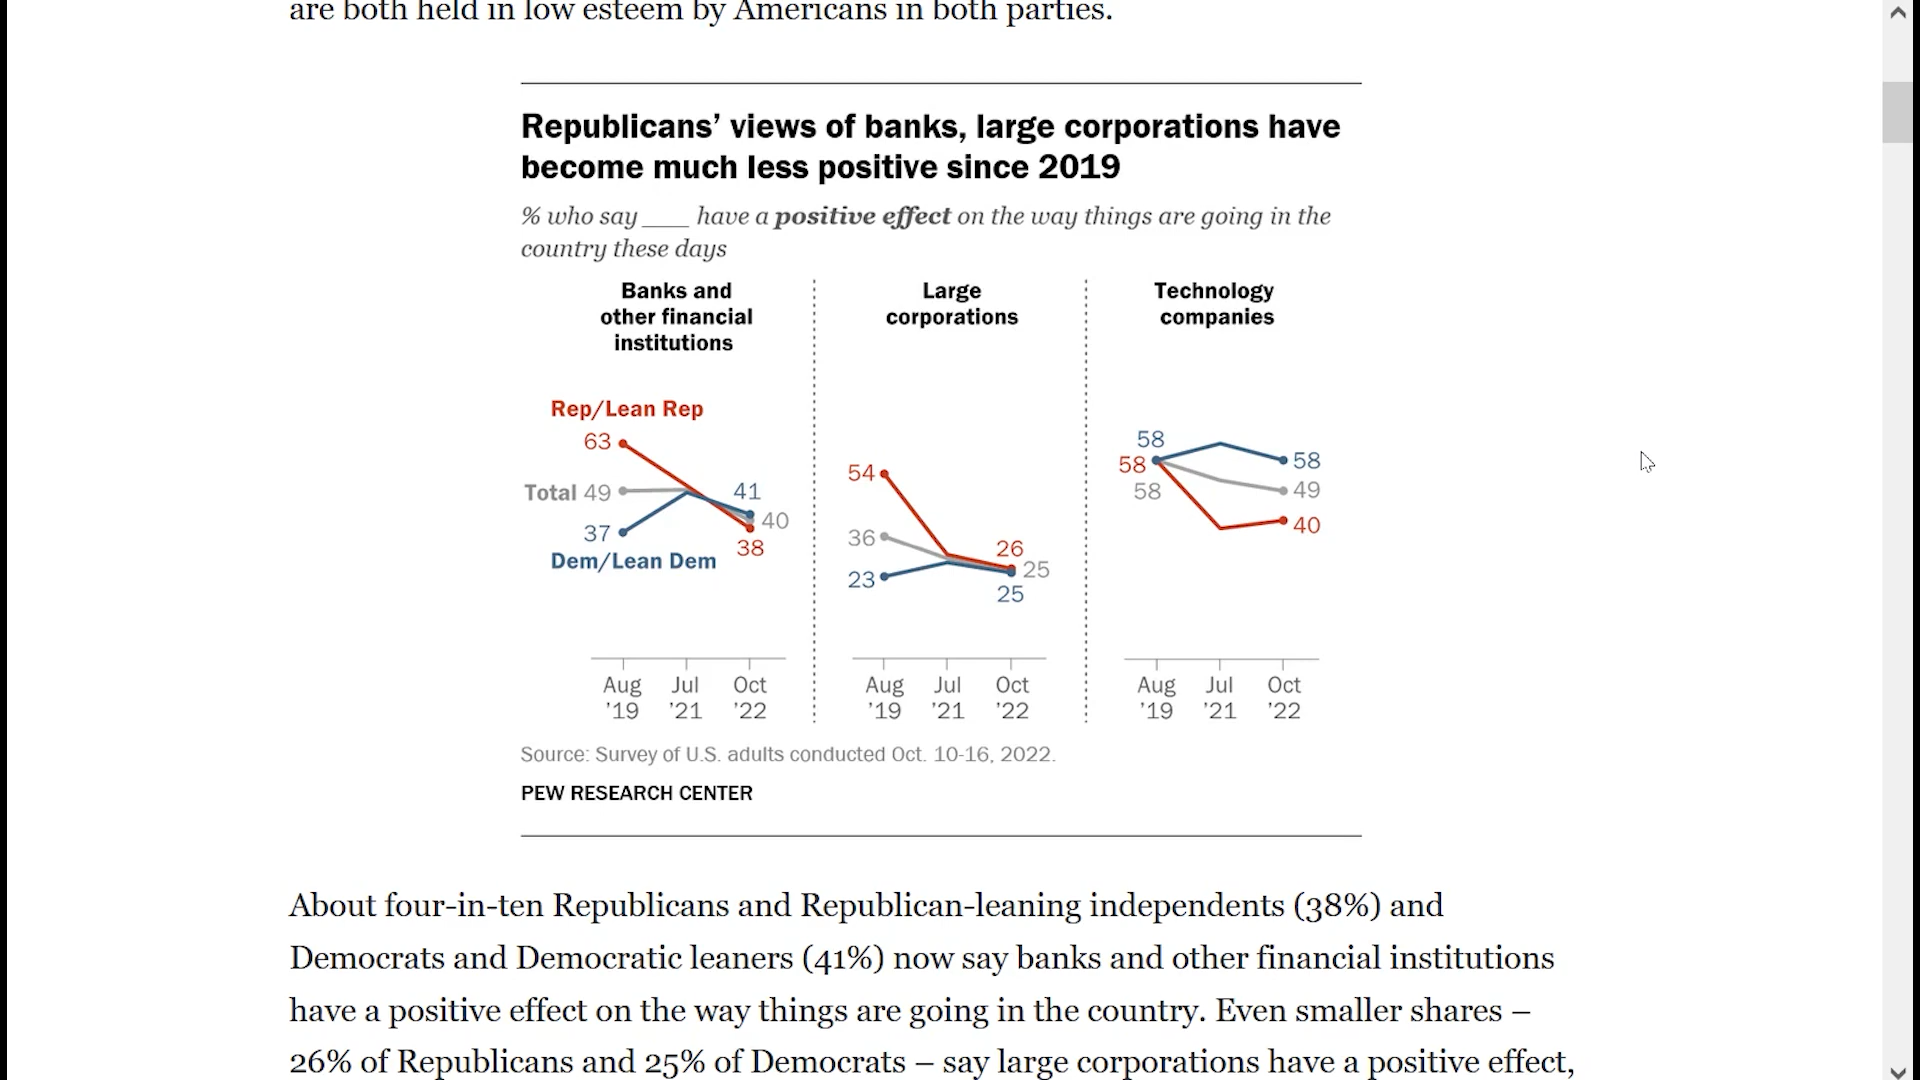 are both held in low esteem by Americans in both parties.
Republicans’ views of banks, large corporations have
become much less positive since 2019
% who say ___ have a positive effect on the way things are going in the
country these days
Banks and
other financial
institutions
Rep/Lean Rep
63
Total 49
37
Dem/Lean Dem
41
40
38
Aug
’19
Jul
’21
Oct
’22
Large
corporations
54
36
23
26
25
25
Aug
’19
Jul
’21
Oct
’22
Technology
companies
58
58
58
58
49
40
Aug
’19
Jul
’21
Oct
’22
Source: Survey of U.S. adults conducted Oct. 10-16, 2022.
PEW RESEARCH CENTER
About four-in-ten Republicans and Republican-leaning independents (38%) and
Democrats and Democratic leaners (41%) now say banks and other financial institutions
have a positive effect on the way things are going in the country. Even smaller shares –
26% of Republicans and 25% of Democrats – say large corporations have a positive effect,